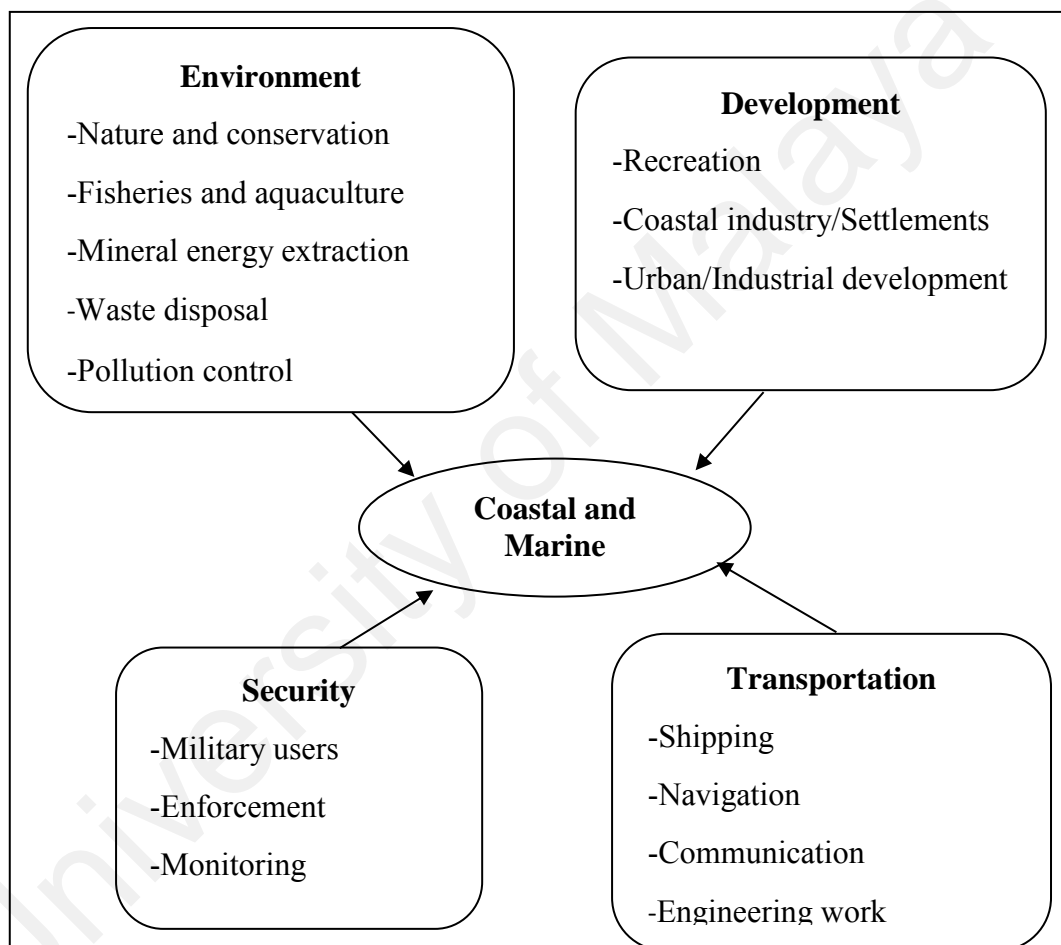 Environment
-Nature and conservation
-Fisheries and aquaculture
-Mineral energy extraction
-Waste disposal
-Pollution control
Development
-Recreation
-Coastal industry/Settlements
-Urban/Industrial development
Coastal and
Marine
Security
-Military users
-Enforcement
-Monitoring
Transportation
-Shipping
-Navigation
-Communication
-Engineering work
University of Malaya